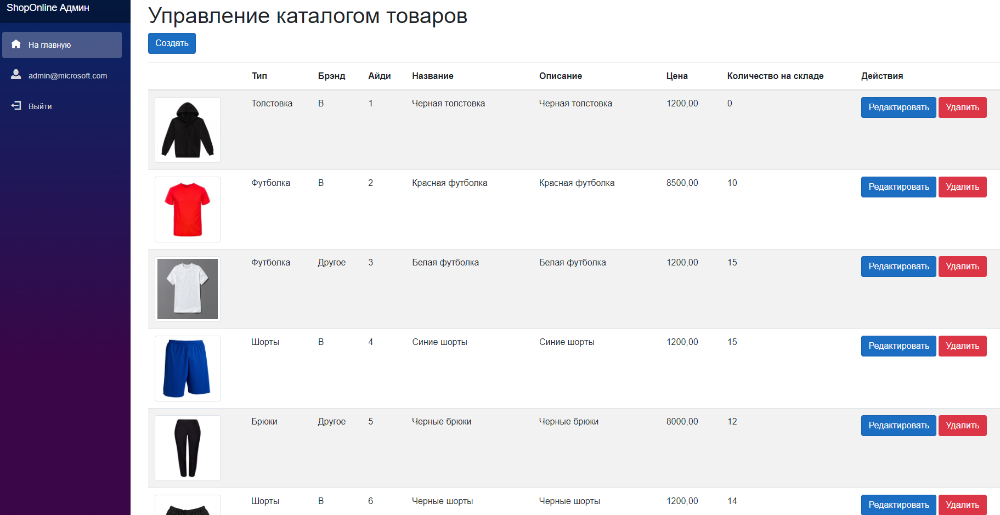 ShopOnline Админ
На главную
admin@microsoft.com
Выйти
Управление каталогом товаров
Создать
Тип Брэнд Айди Название Описание Цена Количество на складе Действия
Толстовка B 1 Черная толстовка Черная толстовка 1200,00 0 Редактировать Удалить
Футболка B 2 Красная футболка Красная футболка 8500,00 10 Редактировать Удалить
Футболка Другое 3 Белая футболка Белая футболка 1200,00 15 Редактировать Удалить
Шорты B 4 Синие шорты Синие шорты 1200,00 15 Редактировать Удалить
Брюки Другое 5 Черные брюки Черные брюки 8000,00 12 Редактировать Удалить
Шорты B 6 Черные шорты Черные шорты 1200,00 14 Редактировать Удалить